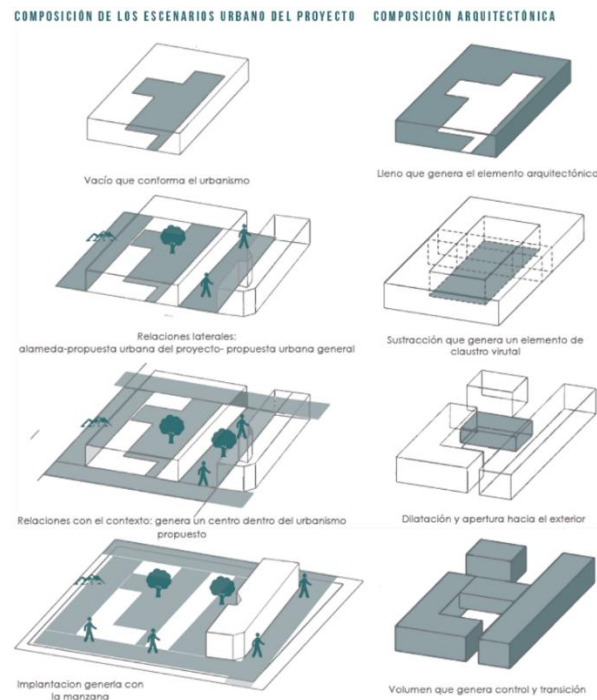 COMPOSICIÓN DE LOS ESCENARIOS URBANO DEL PROYECTO
COMPOSICIÓN ARQUITECTÓNICA
Vacío que conforma el urbanismo
Lleno que genera el elemento arquitectónico
Relaciones laterales:
alameda-propuesta urbana del proyecto- propuesta urbana general
Sustracción que genera un elemento de
claustro virutal
Relaciones con el contexto: genera un centro dentro del urbanismo
propuesto
Dilatación y apertura hacia el exterior
Implantacion generla con
la manzana
Volumen que genera control y transición